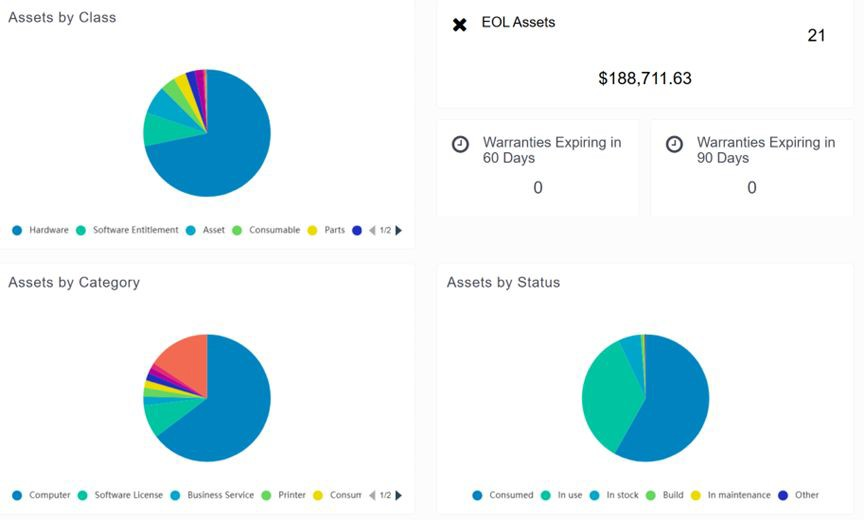 Assets by Class
Hardware Software Entitlement Asset Consumable Parts 1/2
EOL Assets
21
$188,711.63
Warranties Expiring in
60 Days
0
Warranties Expiring in
90 Days
0
Assets by Category
Computer Software License Business Service Printer Consum 1/2
Assets by Status
Consumed In use In stock Build In maintenance Other